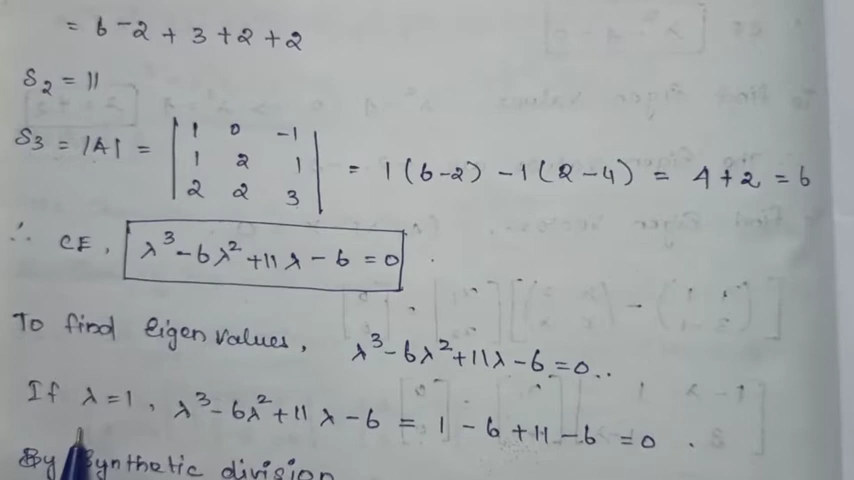 = 6-2+3+2+2
S₂ = 11
S₃ = |A| = | 1 0 -1 | 1 2 1 | 2 2 3 | = 1(6-2) -1(2-4) = 4+2 = 6
∴ CE, λ³-6λ²+11λ-6 = 0.
To find Eigen values, λ³-6λ²+11λ-6=0..
If λ=1, λ³-6λ²+11λ-6 = 1-6+11-6 = 0.
By Synthetic division